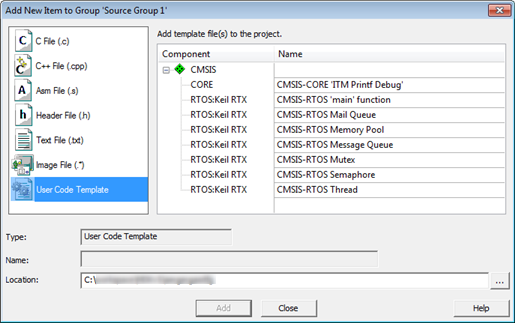 Add New Item to Group 'Source Group 1'
C File (.c)
C++ File (.cpp)
Asm File (.s)
Header File (.h)
Text File (.txt)
Image File (.*)
User Code Template
Add template file(s) to the project.
Component Name
CMSIS
CORE CMSIS-CORE 'ITM Printf Debug'
RTOS:Keil RTX CMSIS-RTOS 'main' function
RTOS:Keil RTX CMSIS-RTOS Mail Queue
RTOS:Keil RTX CMSIS-RTOS Memory Pool
RTOS:Keil RTX CMSIS-RTOS Message Queue
RTOS:Keil RTX CMSIS-RTOS Mutex
RTOS:Keil RTX CMSIS-RTOS Semaphore
RTOS:Keil RTX CMSIS-RTOS Thread
Type: User Code Template
Name:
Location: C:\ ...
Add Close Help